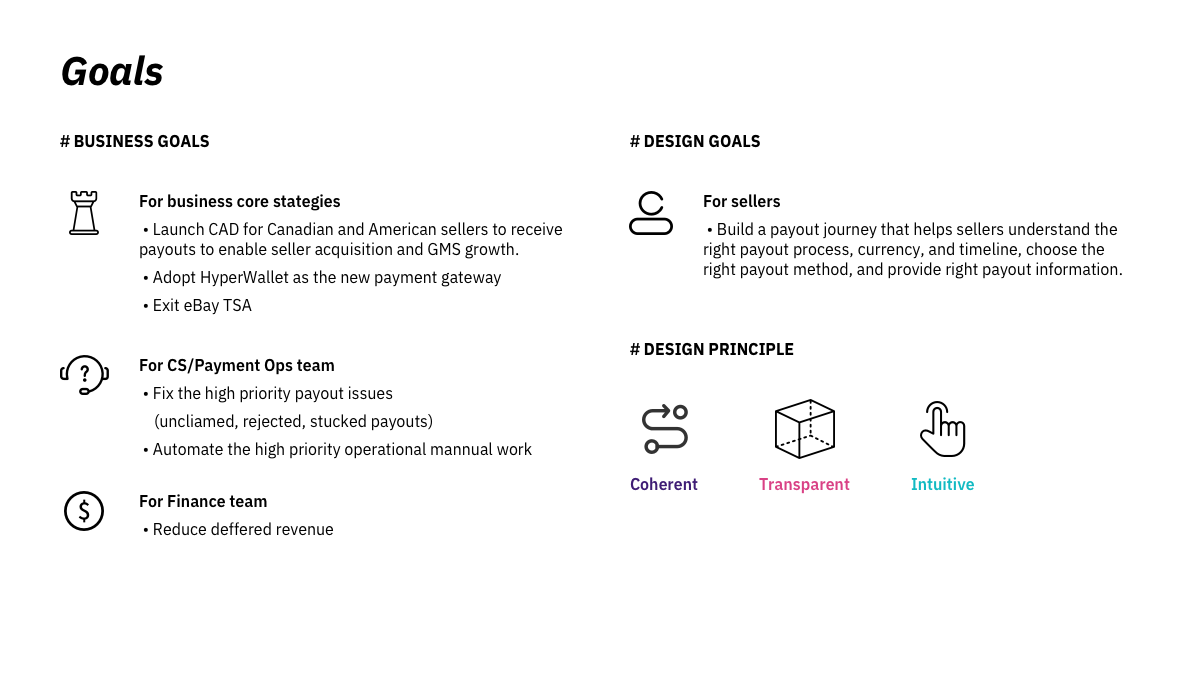 Goals
# BUSINESS GOALS
For business core stategies
• Launch CAD for Canadian and American sellers to receive
payouts to enable seller acquisition and GMS growth.
• Adopt HyperWallet as the new payment gateway
• Exit eBay TSA
For CS/Payment Ops team
• Fix the high priority payout issues
(uncliamed, rejected, stucked payouts)
• Automate the high priority operational mannual work
For Finance team
• Reduce deffered revenue
# DESIGN GOALS
For sellers
• Build a payout journey that helps sellers understand the
right payout process, currency, and timeline, choose the
right payout method, and provide right payout information.
# DESIGN PRINCIPLE
Coherent
Transparent
Intuitive